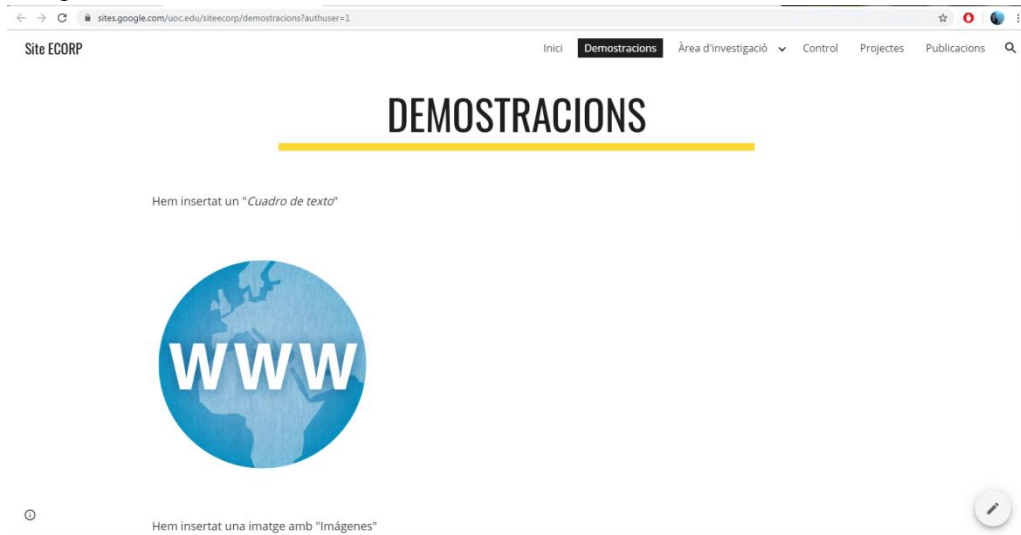 sites.google.com/uoc.edu/siteecorp/demostracions?authuser=1
Site ECORP
Inici Demostracions Àrea d'investigació Control Projectes Publicacions
DEMOSTRACIONS
Hem insertat un "Cuadro de texto"
WWW
Hem insertat una imatge amb "Imágenes"